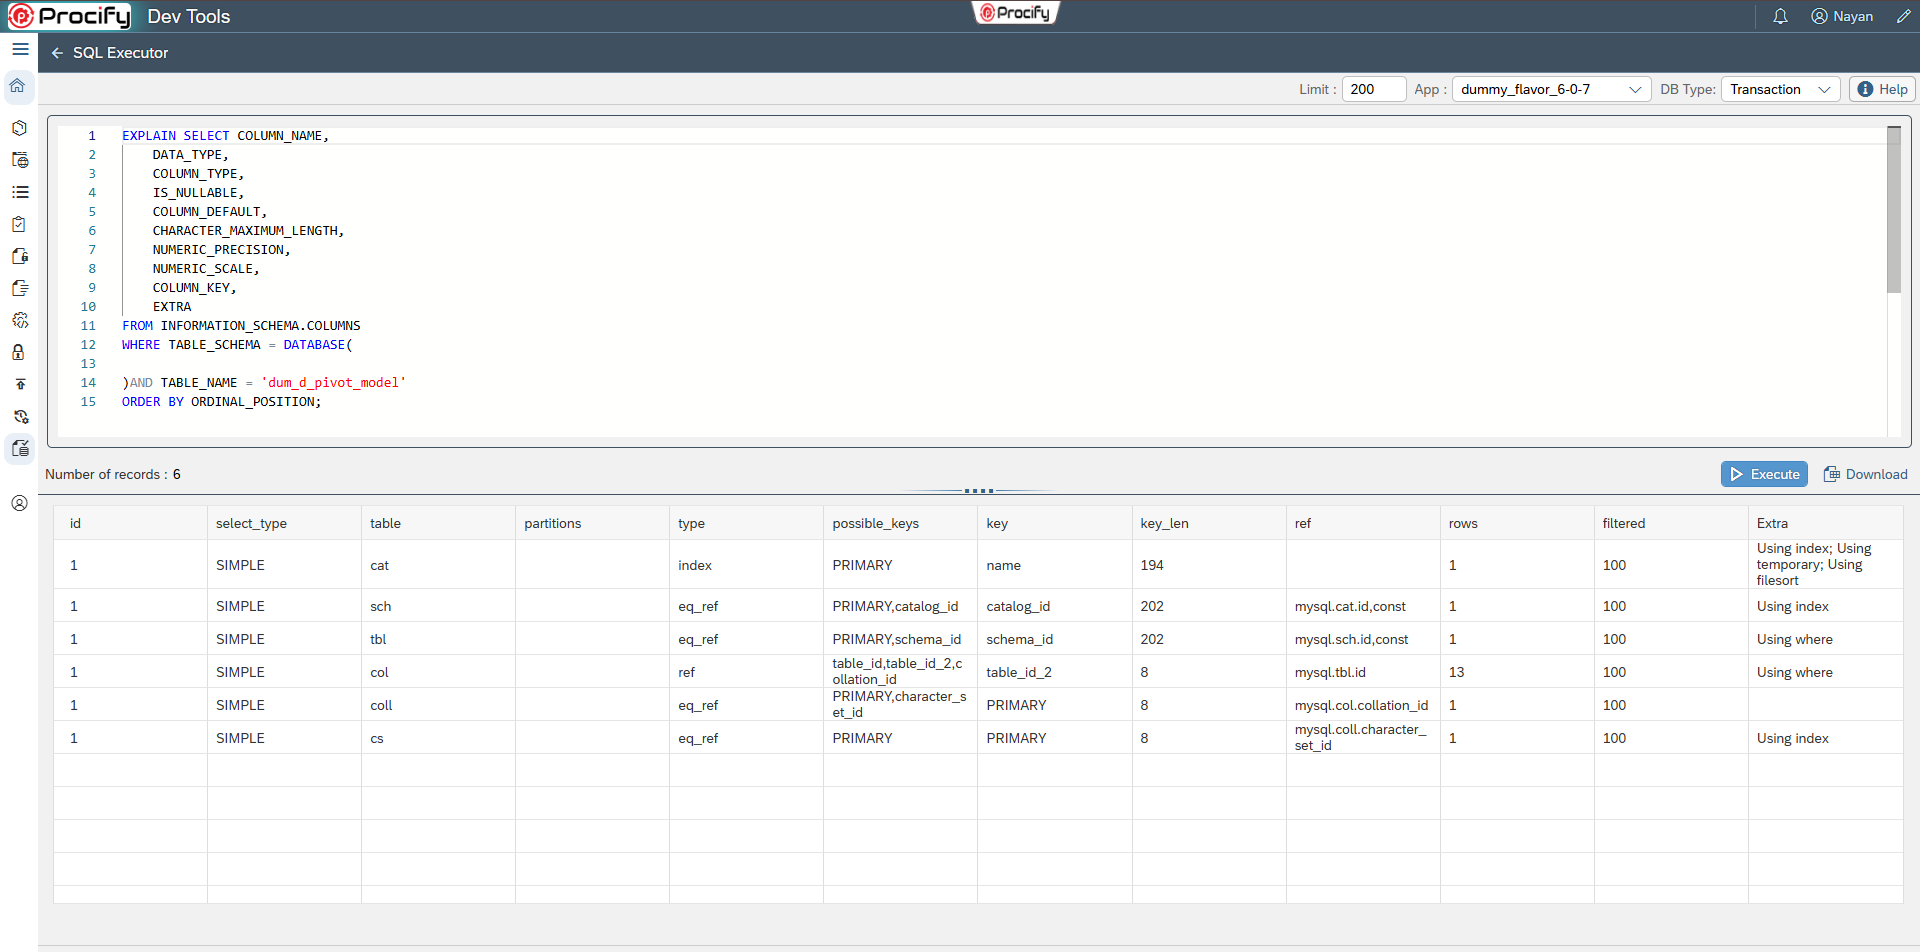 Procify Dev Tools
Procify
Nayan
SQL Executor
Limit : 200 App : dummy_flavor_6-0-7 DB Type: Transaction Help
1 EXPLAIN SELECT COLUMN_NAME,
2 DATA_TYPE,
3 COLUMN_TYPE,
4 IS_NULLABLE,
5 COLUMN_DEFAULT,
6 CHARACTER_MAXIMUM_LENGTH,
7 NUMERIC_PRECISION,
8 NUMERIC_SCALE,
9 COLUMN_KEY,
10 EXTRA
11 FROM INFORMATION_SCHEMA.COLUMNS
12 WHERE TABLE_SCHEMA = DATABASE(
13
14 )AND TABLE_NAME = 'dum_d_pivot_model'
15 ORDER BY ORDINAL_POSITION;
Number of records : 6 Execute Download
id select_type table partitions type possible_keys key key_len ref rows filtered Extra
1 SIMPLE cat index PRIMARY name 194 1 100 Using index; Using
temporary; Using
filesort
1 SIMPLE sch eq_ref PRIMARY,catalog_id catalog_id 202 mysql.cat.id,const 1 100 Using index
1 SIMPLE tbl eq_ref PRIMARY,schema_id schema_id 202 mysql.sch.id,const 1 100 Using where
1 SIMPLE col ref table_id,table_id_2,c
ollation_id table_id_2 8 mysql.tbl.id 13 100 Using where
1 SIMPLE coll eq_ref PRIMARY,character_s
et_id PRIMARY 8 mysql.col.collation_id 1 100
1 SIMPLE cs eq_ref PRIMARY PRIMARY 8 mysql.coll.character_
set_id 1 100 Using index